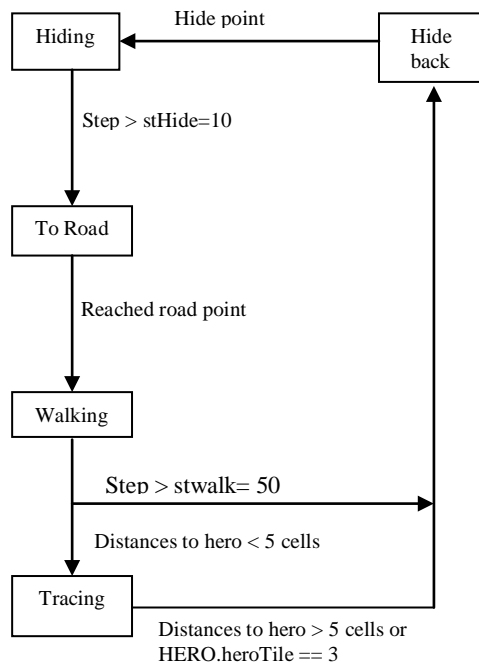 Hide point
Hiding
Hide
back
Step > stHide=10
To Road
Reached road point
Walking
Step > stwalk= 50
Distances to hero < 5 cells
Tracing
Distances to hero > 5 cells or
HERO.heroTile == 3